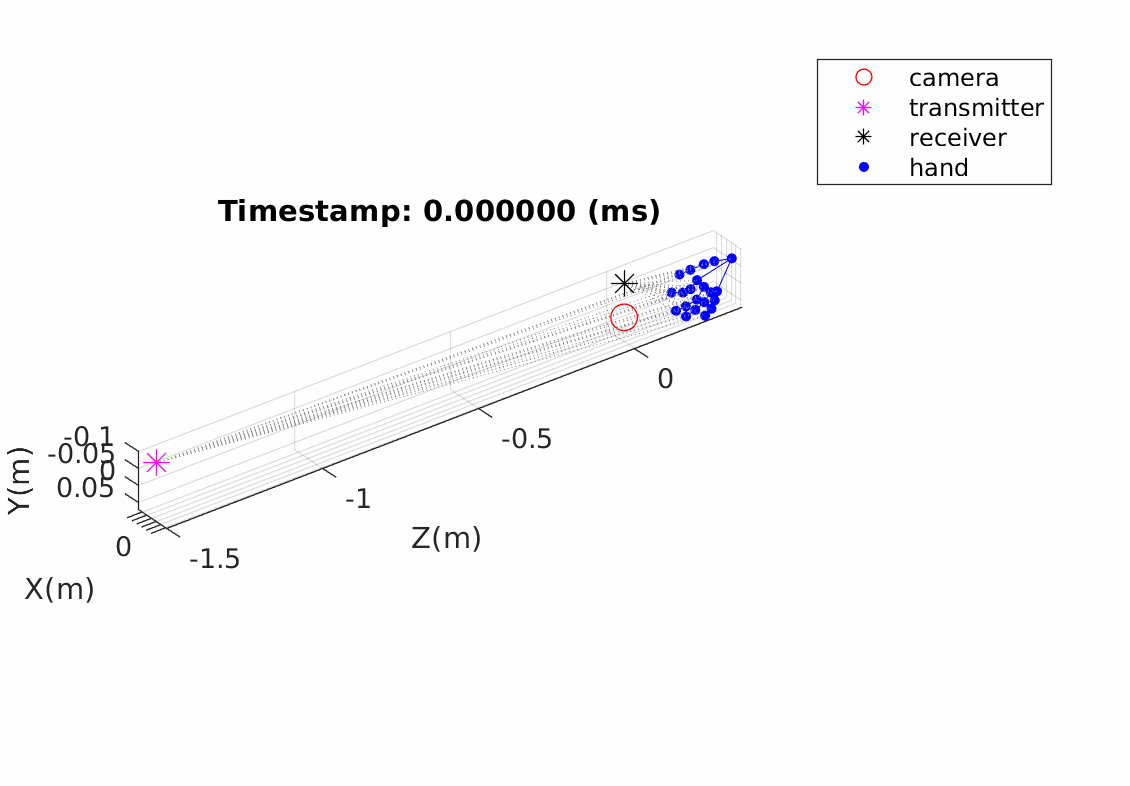 camera
transmitter
receiver
hand
Timestamp: 0.000000 (ms)
-0.1
-0.05
0
0.05
Y(m)
0
-0.5
-1
-1.5
Z(m)
0
X(m)